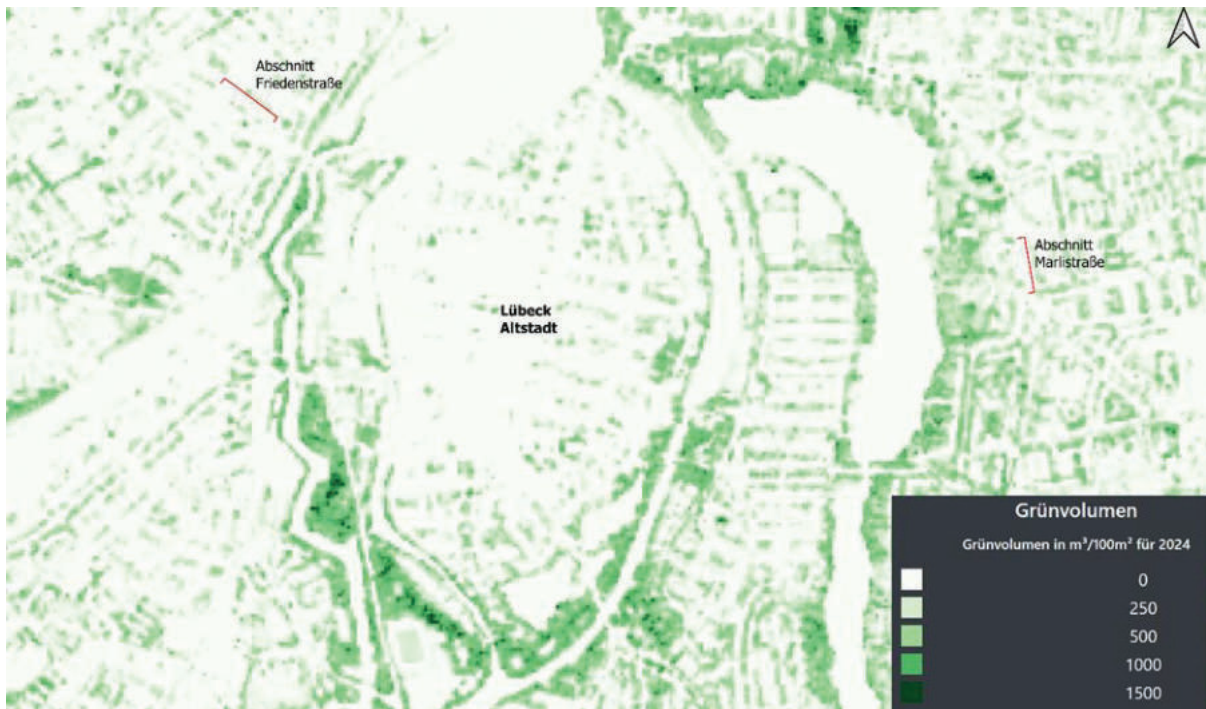 Abschnitt
Friedenstraße
Abschnitt
Marlistraße
Lübeck
Altstadt
Grünvolumen
Grünvolumen in m³/100m² für 2024
0
250
500
1000
1500